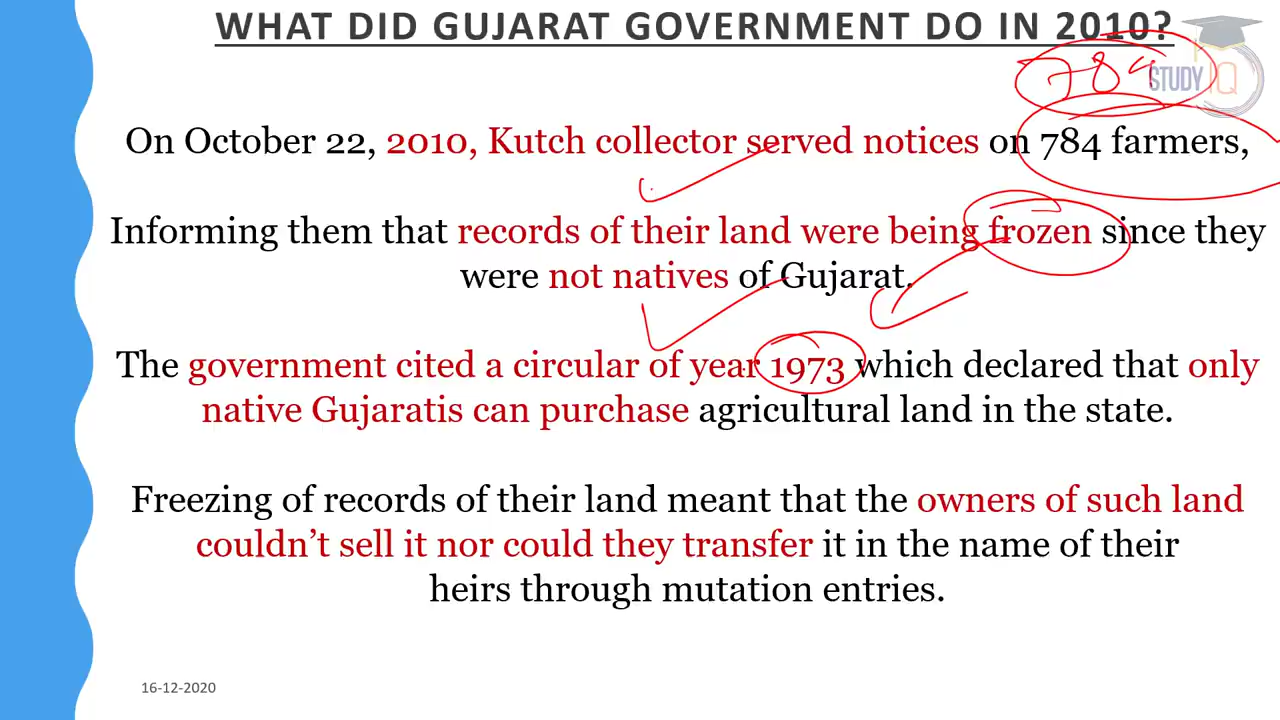 WHAT DID GUJARAT GOVERNMENT DO IN 2010?
784
STUDY IQ
On October 22, 2010, Kutch collector served notices on 784 farmers,
Informing them that records of their land were being frozen since they
were not natives of Gujarat.
The government cited a circular of year 1973 which declared that only
native Gujaratis can purchase agricultural land in the state.
Freezing of records of their land meant that the owners of such land
couldn't sell it nor could they transfer it in the name of their
heirs through mutation entries.
16-12-2020